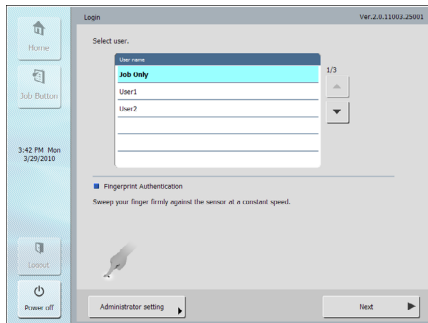 Login
Ver.2.0.11003.25001
Home
Job Button
3:42 PM Mon
3/29/2010
Logout
Power off
Select user.
User name
Job Only
User1
User2
1/3
Fingerprint Authentication
Sweep your finger firmly against the sensor at a constant speed.
Administrator setting
Next